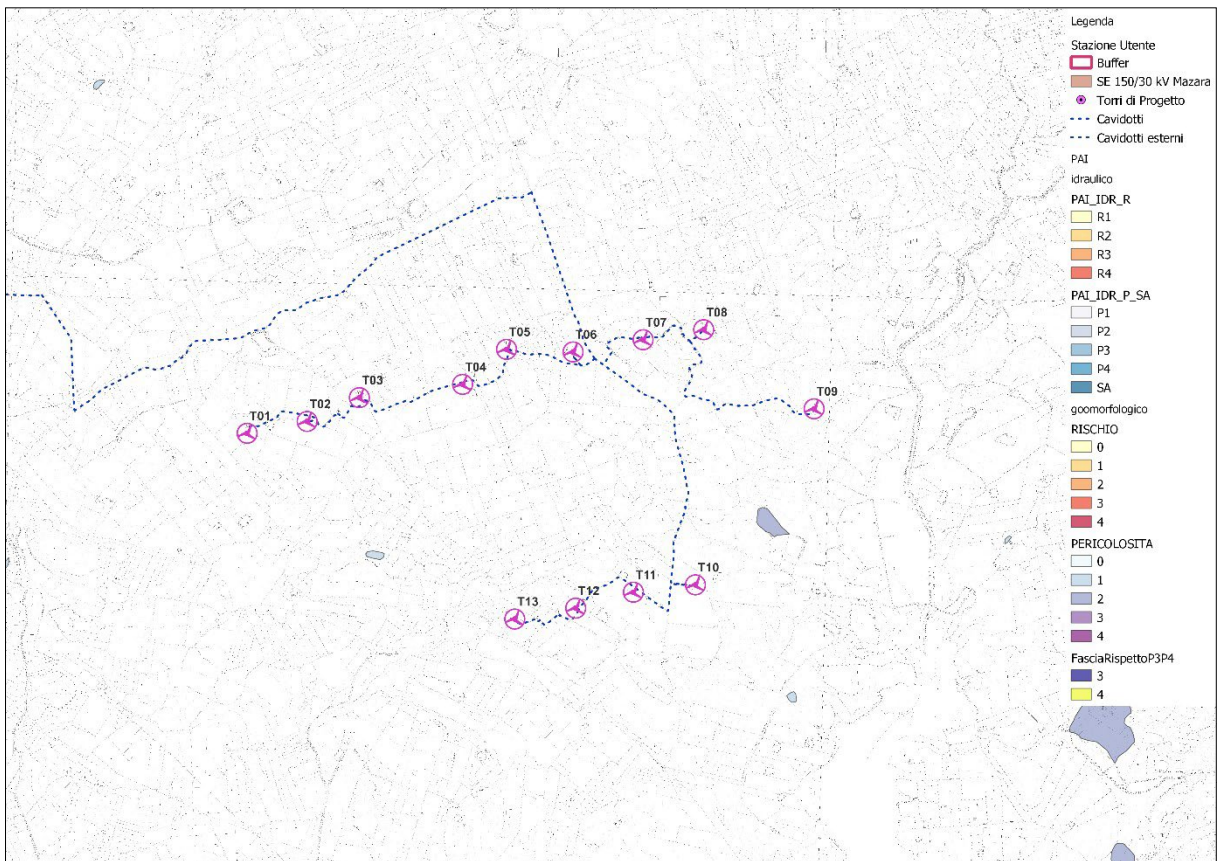 Legenda
Stazione Utente
Buffer
SE 150/30 kV Mazara
Torri di Progetto
Cavidotti
Cavidotti esterni
PAI
idraulico
PAI_IDR_R
R1
R2
R3
R4
PAI_IDR_P_SA
P1
P2
P3
P4
SA
goomorfologico
RISCHIO
0
1
2
3
4
PERICOLOSITA
0
1
2
3
4
FasciaRispettoP3P4
3
4
T08
T07
T06
T05
T04
T03
T09
T02
T01
T10
T11
T12
T13